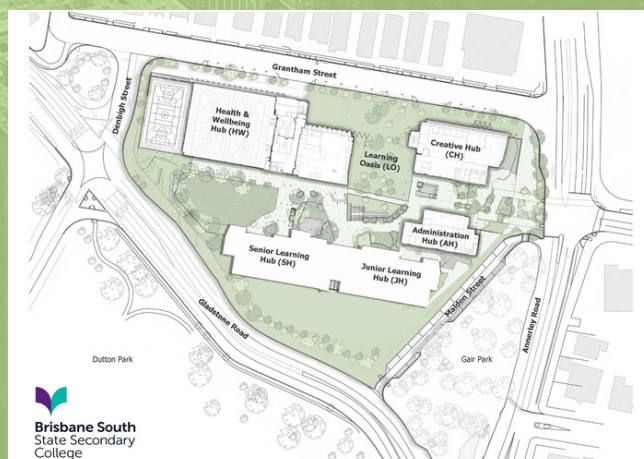 Grantham Street
Denbigh Street
Health &
Wellbeing
Hub (HW)
Creative Hub
(CH)
Learning
Oasis (LO)
Administration
Hub (AH)
Senior Learning
Hub (SH)
Junior Learning
Hub (JH)
Maldon Street
Annerley Road
Gladstone Road
Dutton Park
Gair Park
Brisbane South
State Secondary
College